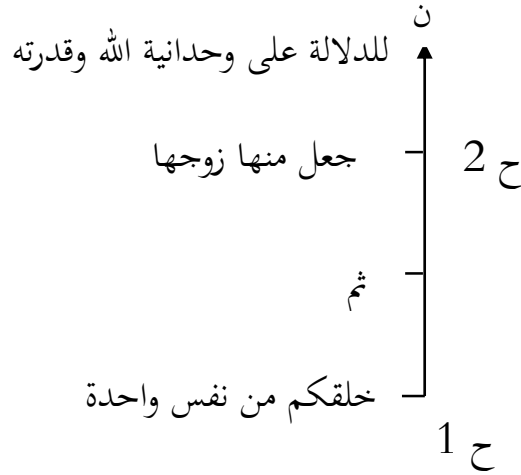 ن
للدلالة على وحدانية الله وقدرته
ح 2
جعل منها زوجها
ثم
خلقكم من نفس واحدة
ح 1